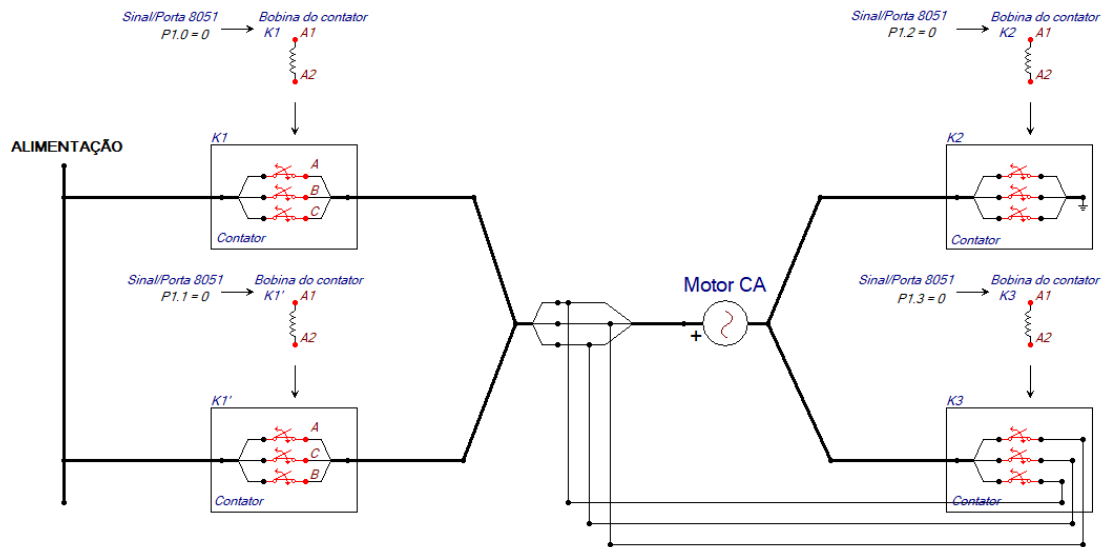 Sinal/Porta 8051
P1.0 = 0
Bobina do contator
K1
A1
A2
K1
A
B
C
Contator
ALIMENTAÇÃO
Sinal/Porta 8051
P1.1 = 0
Bobina do contator
K1'
A1
A2
K1'
A
C
B
Contator
Motor CA
+
Sinal/Porta 8051
P1.2 = 0
Bobina do contator
K2
A1
A2
K2
Contator
Sinal/Porta 8051
P1.3 = 0
Bobina do contator
K3
A1
A2
K3
Contator